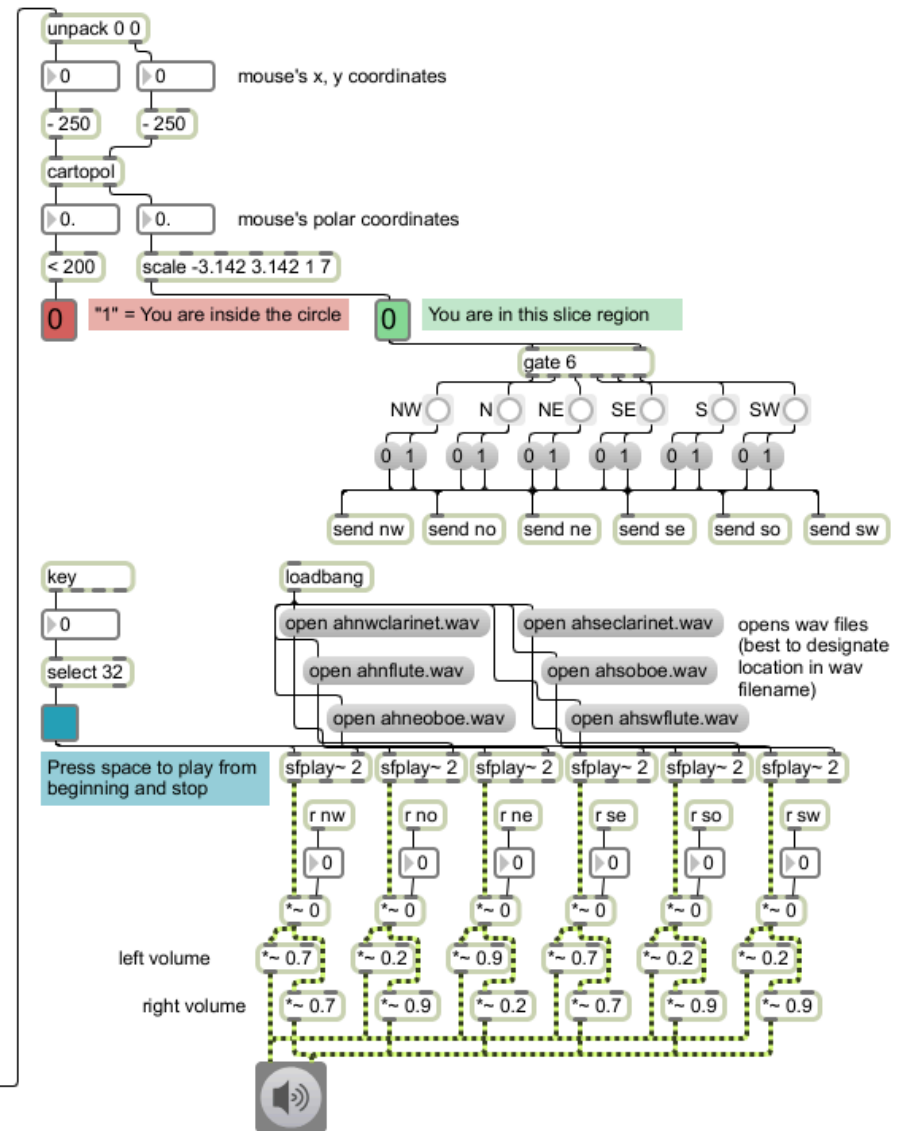 unpack 0 0
0
0
mouse's x, y coordinates
- 250
- 250
cartopol
0.
0.
mouse's polar coordinates
< 200
scale -3.142 3.142 1 7
0
"1" = You are inside the circle
0
You are in this slice region
gate 6
NW
N
NE
SE
S
SW
0 1
0 1
0 1
0 1
0 1
0 1
send nw
send no
send ne
send se
send so
send sw
key
loadbang
0
open ahnwclarinet.wav
open ahseclarinet.wav
opens wav files
(best to designate
location in wav
filename)
select 32
open ahnflute.wav
open ahsoboe.wav
open ahneoboe.wav
open ahswflute.wav
Press space to play from
beginning and stop
sfplay~ 2
sfplay~ 2
sfplay~ 2
sfplay~ 2
sfplay~ 2
sfplay~ 2
r nw
r no
r ne
r se
r so
r sw
0
0
0
0
0
0
*~ 0
*~ 0
*~ 0
*~ 0
*~ 0
*~ 0
left volume
*~ 0.7
*~ 0.2
*~ 0.9
*~ 0.7
*~ 0.2
*~ 0.2
right volume
*~ 0.7
*~ 0.9
*~ 0.2
*~ 0.7
*~ 0.9
*~ 0.9